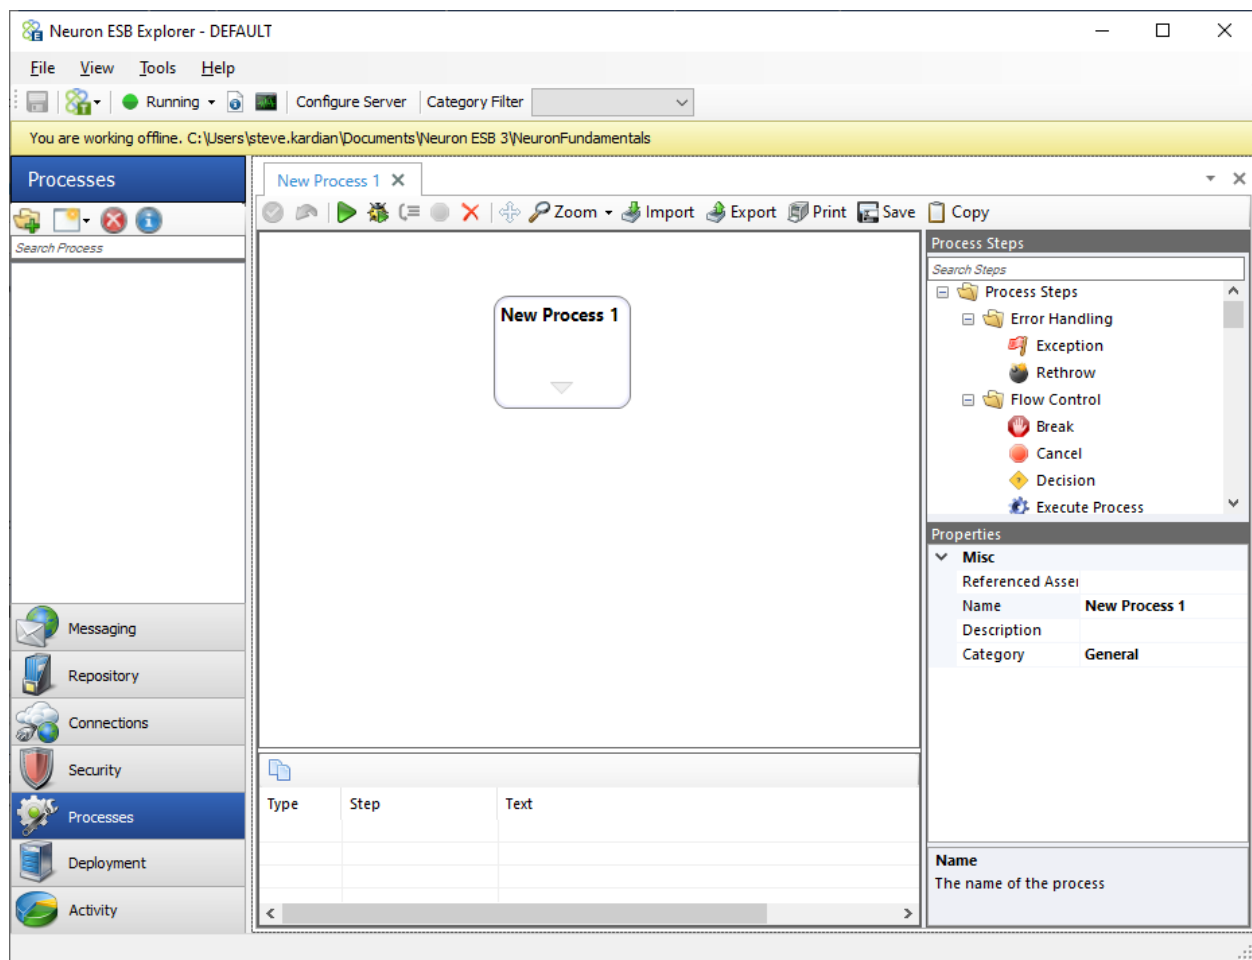 Neuron ESB Explorer - DEFAULT
File View Tools Help
Running Configure Server Category Filter
You are working offline. C:\Users\steve.kardian\Documents\Neuron ESB 3\NeuronFundamentals
Processes
Search Process
Messaging
Repository
Connections
Security
Processes
Deployment
Activity
New Process 1
Zoom Import Export Print Save Copy
New Process 1
Type Step Text
Process Steps
Search Steps
Process Steps
Error Handling
Exception
Rethrow
Flow Control
Break
Cancel
Decision
Execute Process
Properties
Misc
Referenced Asser
Name New Process 1
Description
Category General
Name
The name of the process